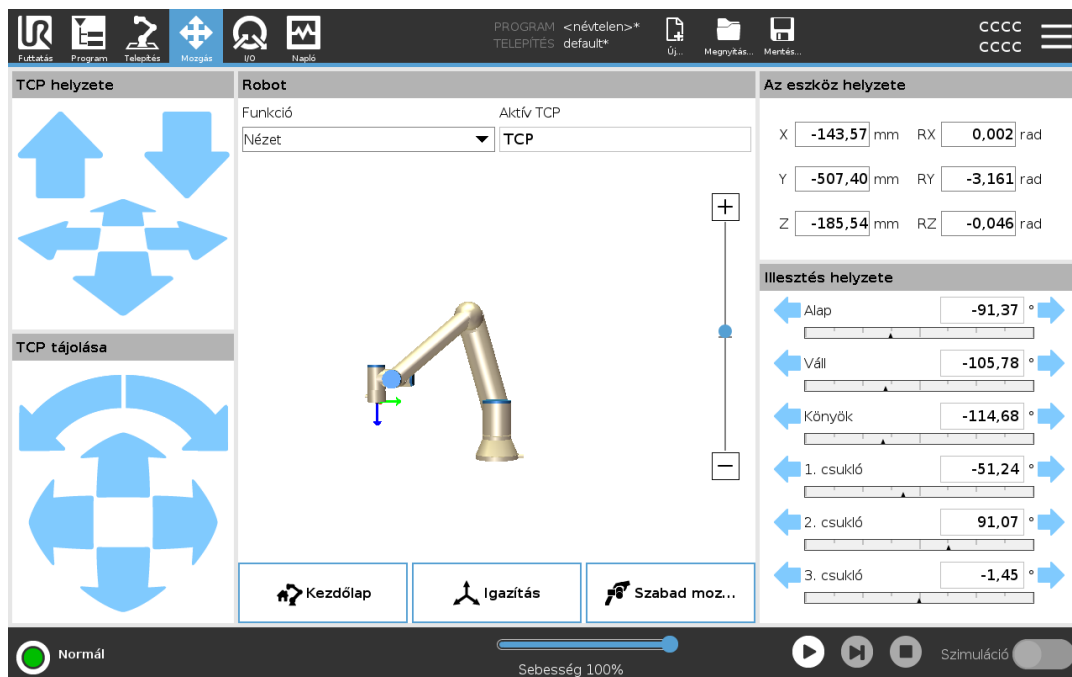 UR
PROGRAM <névtelen>*
TELEPÍTÉS default*
CCCC
CCCC
Futtatás Program Telepítés Mozgás I/O Napló Új... Megnyitás... Mentés...
TCP helyzete
Robot
Az eszköz helyzete
Funkció Aktív TCP
Nézet TCP
X -143,57 mm RX 0,002 rad
Y -507,40 mm RY -3,161 rad
Z -185,54 mm RZ -0,046 rad
Illesztés helyzete
Alap -91,37 °
Váll -105,78 °
Könyök -114,68 °
1. csukló -51,24 °
2. csukló 91,07 °
3. csukló -1,45 °
TCP tájolása
Kezdőlap Igazítás Szabad moz...
Normál
Sebesség 100%
Szimuláció